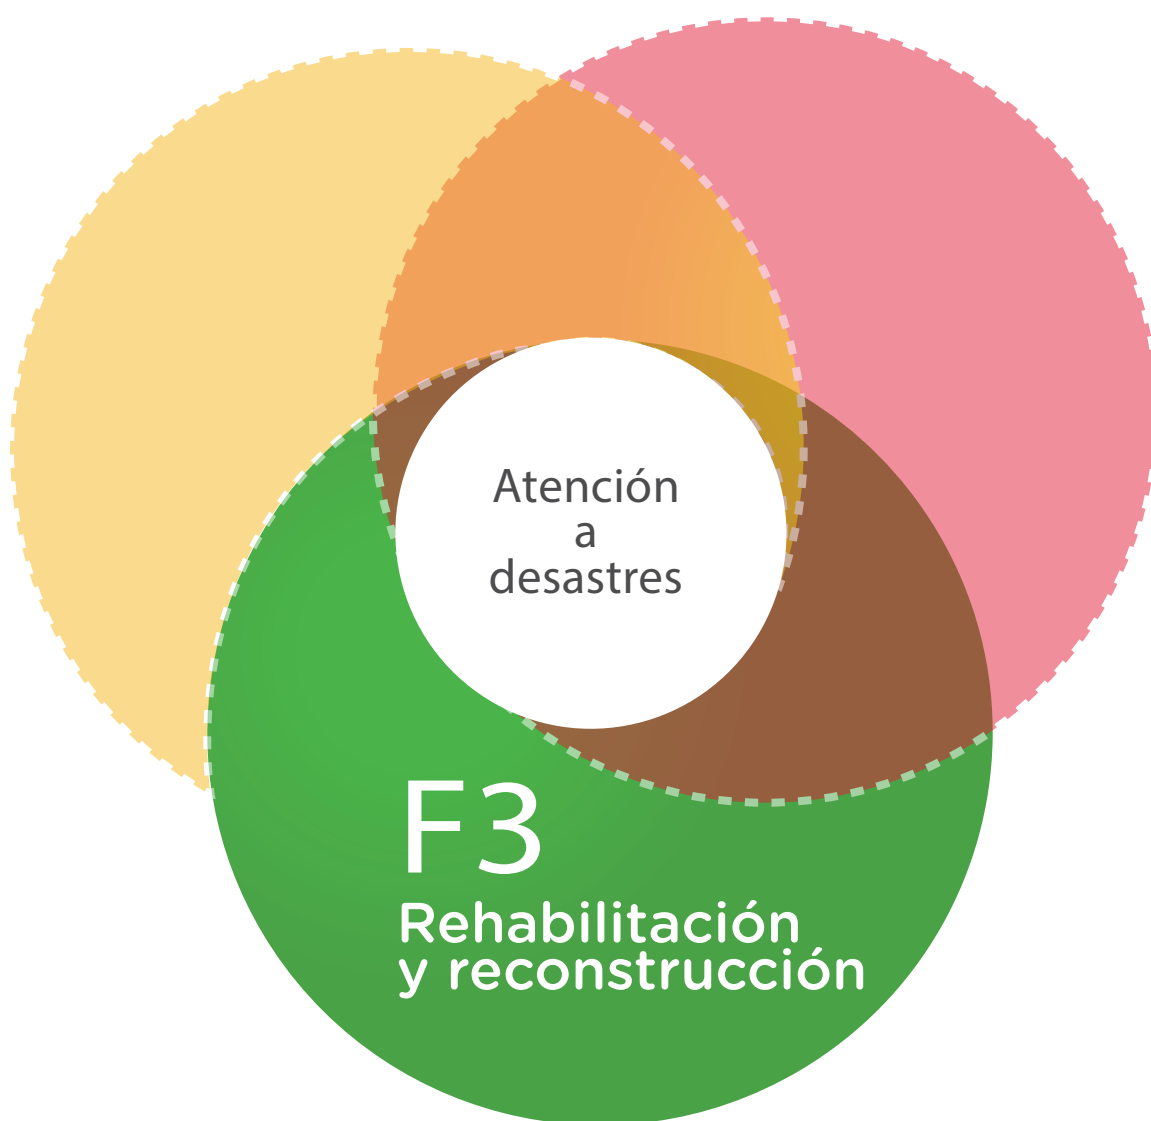 Atención
a
desastres
F3
Rehabilitación
y reconstrucción